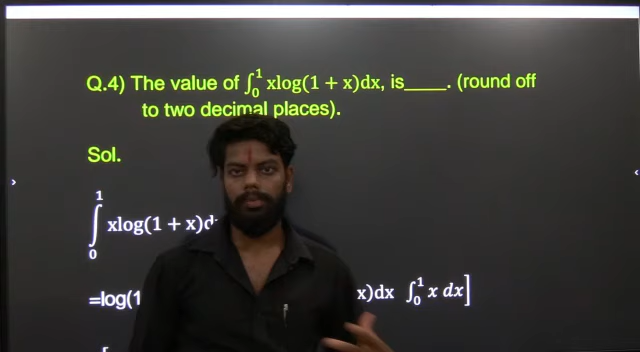 Q.4) The value of ∫₀¹ xlog(1 + x)dx, is____. (round off
to two decimal places).
Sol.
∫₀¹ xlog(1 + x)d
=log(1 x)dx ∫₀¹ x dx]